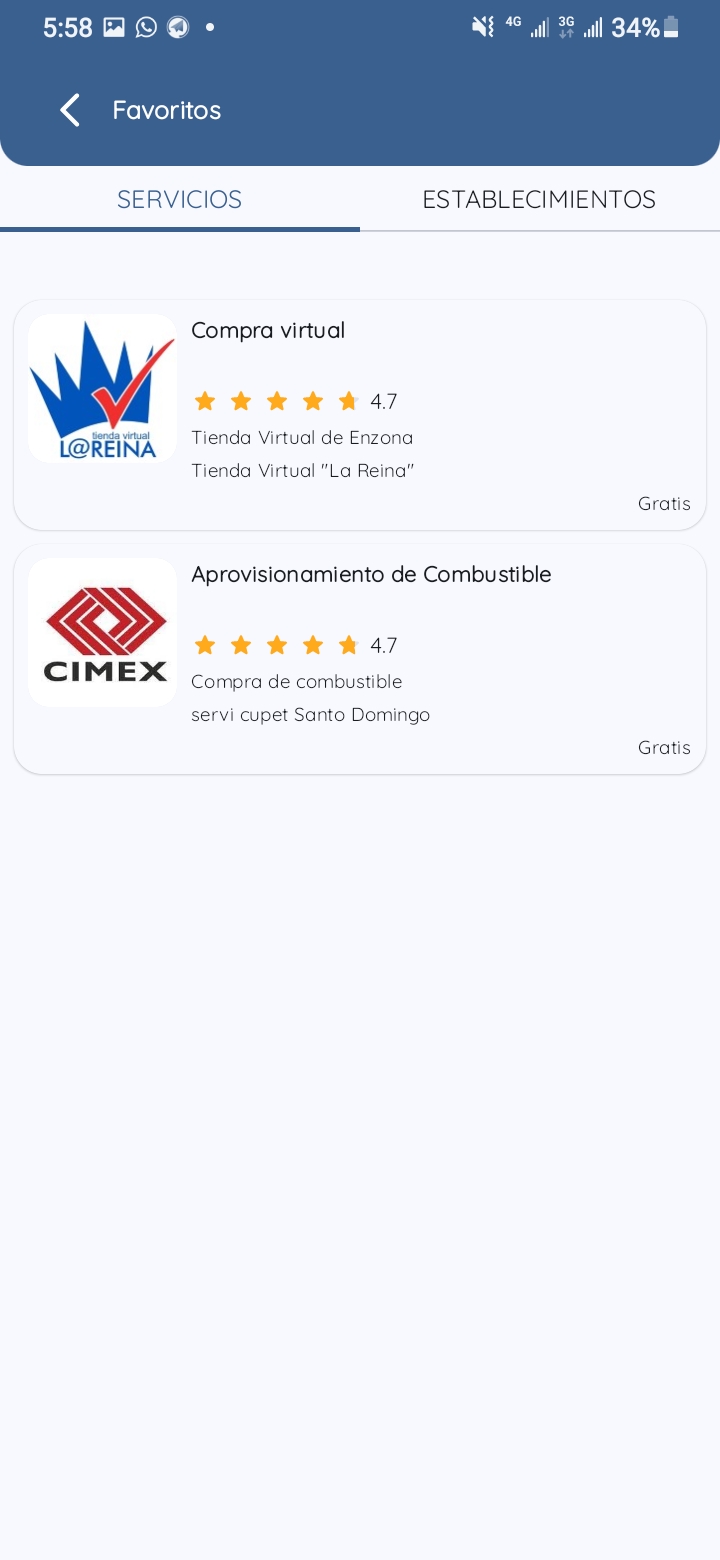 5:58 4G 3G 34%
Favoritos
SERVICIOS ESTABLECIMIENTOS
Compra virtual
tienda virtual
L@REINA
4.7
Tienda Virtual de Enzona
Tienda Virtual "La Reina"
Gratis
Aprovisionamiento de Combustible
CIMEX
4.7
Compra de combustible
servi cupet Santo Domingo
Gratis